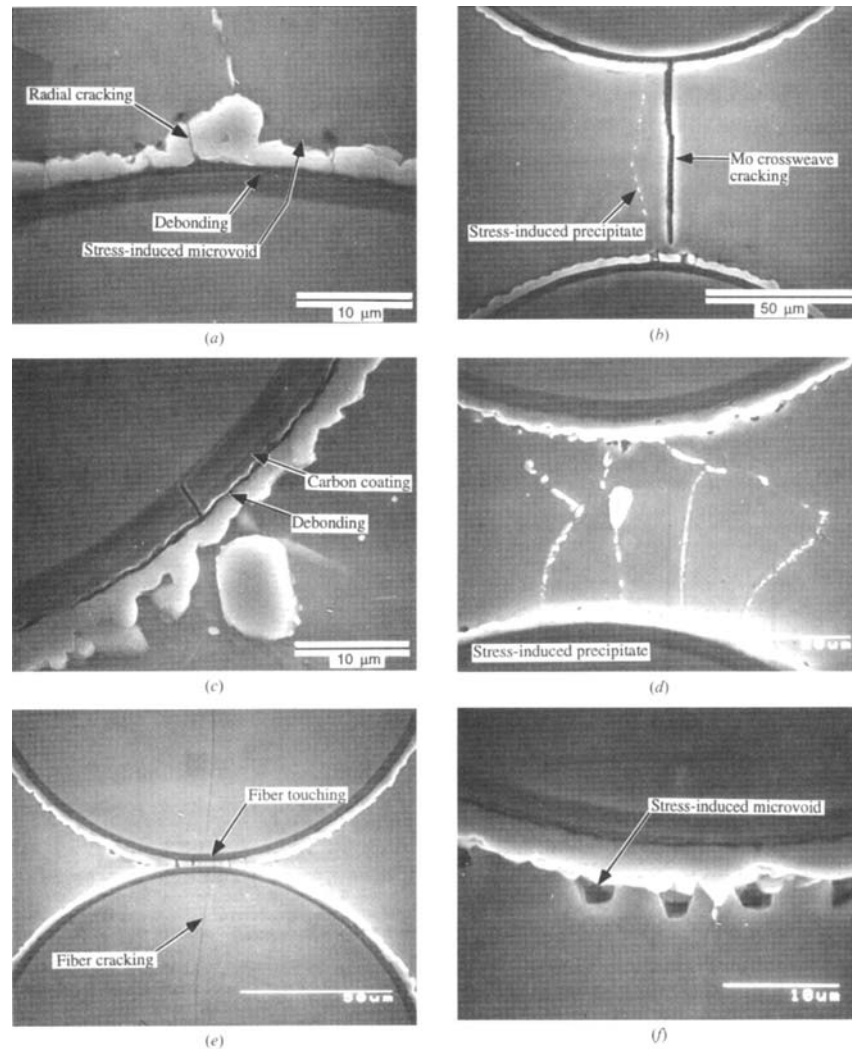 Radial cracking
Debonding
Stress-induced microvoid
10 μm
(a)
Mo crossweave
cracking
Stress-induced precipitate
50 μm
(b)
Carbon coating
Debonding
10 μm
(c)
Stress-induced precipitate
(d)
Fiber touching
Fiber cracking
50um
(e)
Stress-induced microvoid
10um
(f)